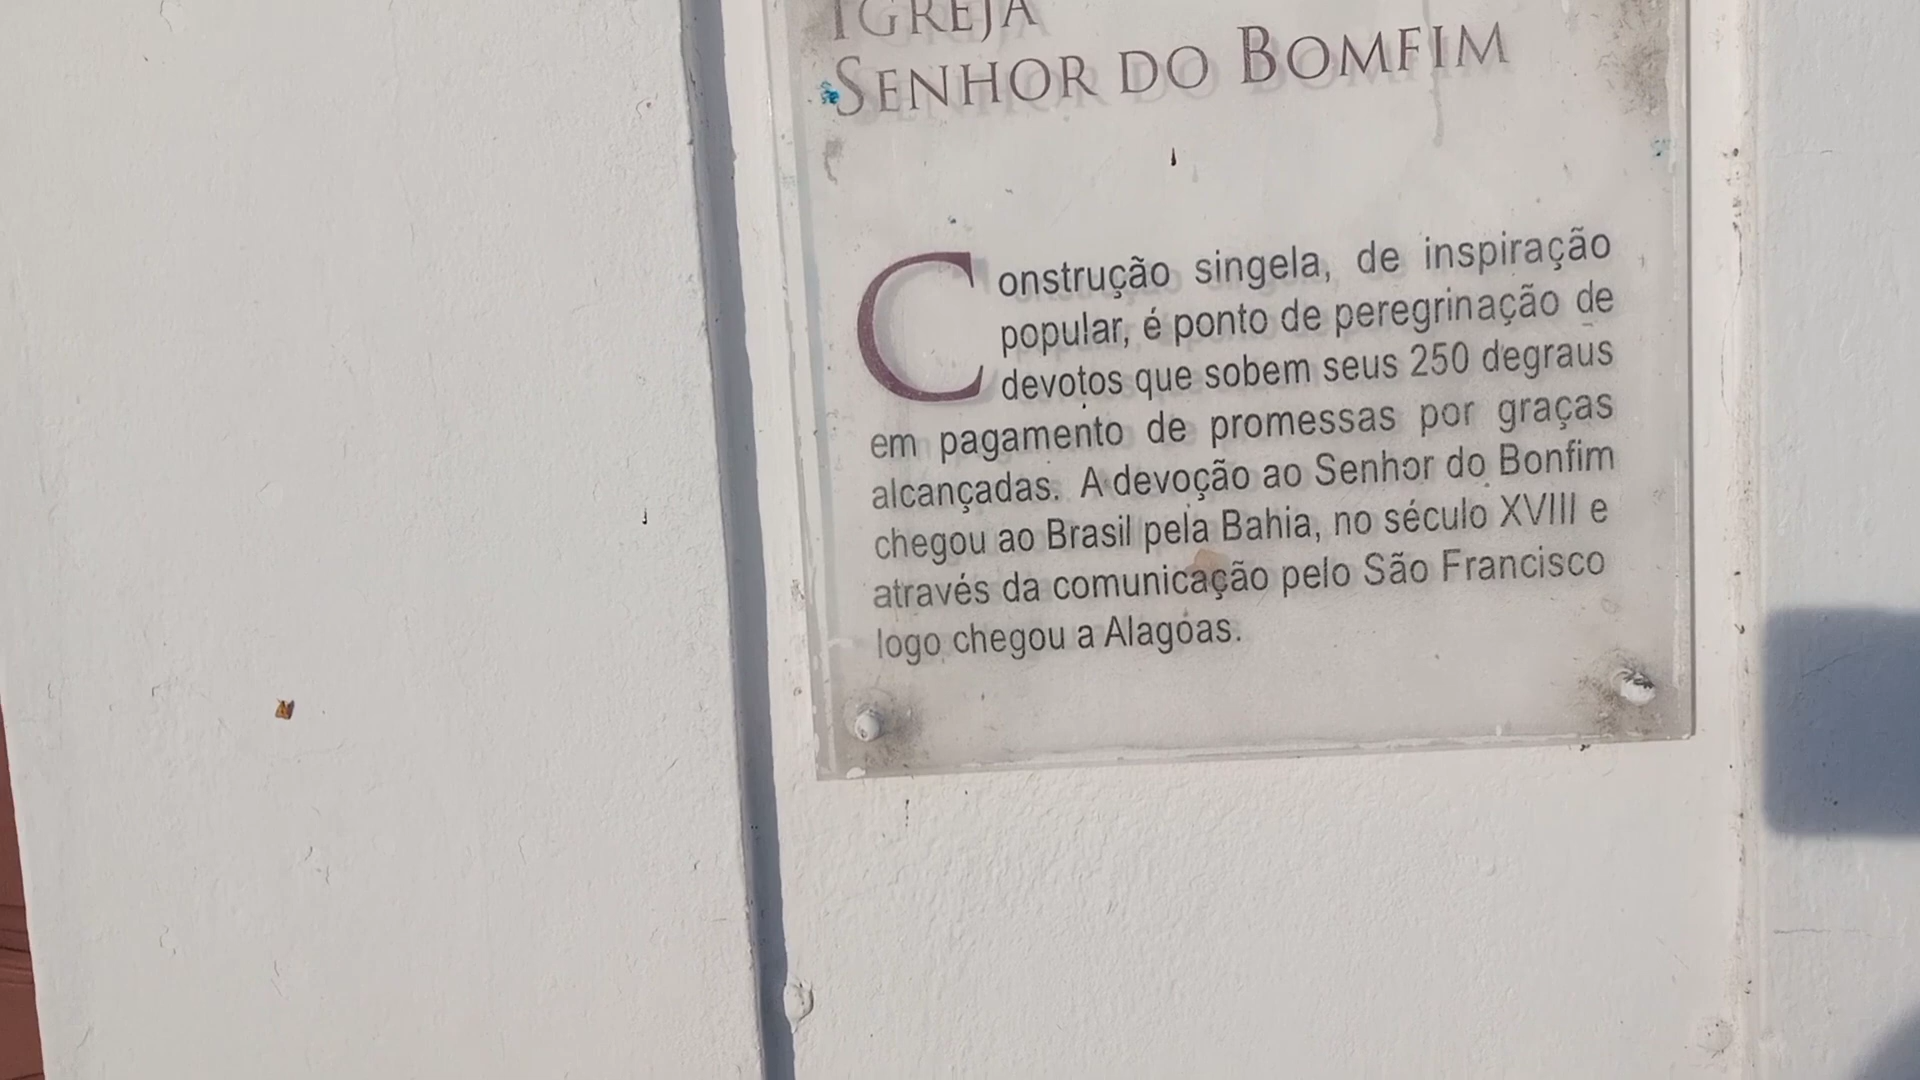 IGREJA
SENHOR DO BOMFIM
Construção singela, de inspiração
popular, é ponto de peregrinação de
devotos que sobem seus 250 degraus
em pagamento de promessas por graças
alcançadas. A devoção ao Senhor do Bonfim
chegou ao Brasil pela Bahia, no século XVIII e
através da comunicação pelo São Francisco
logo chegou a Alagoas.